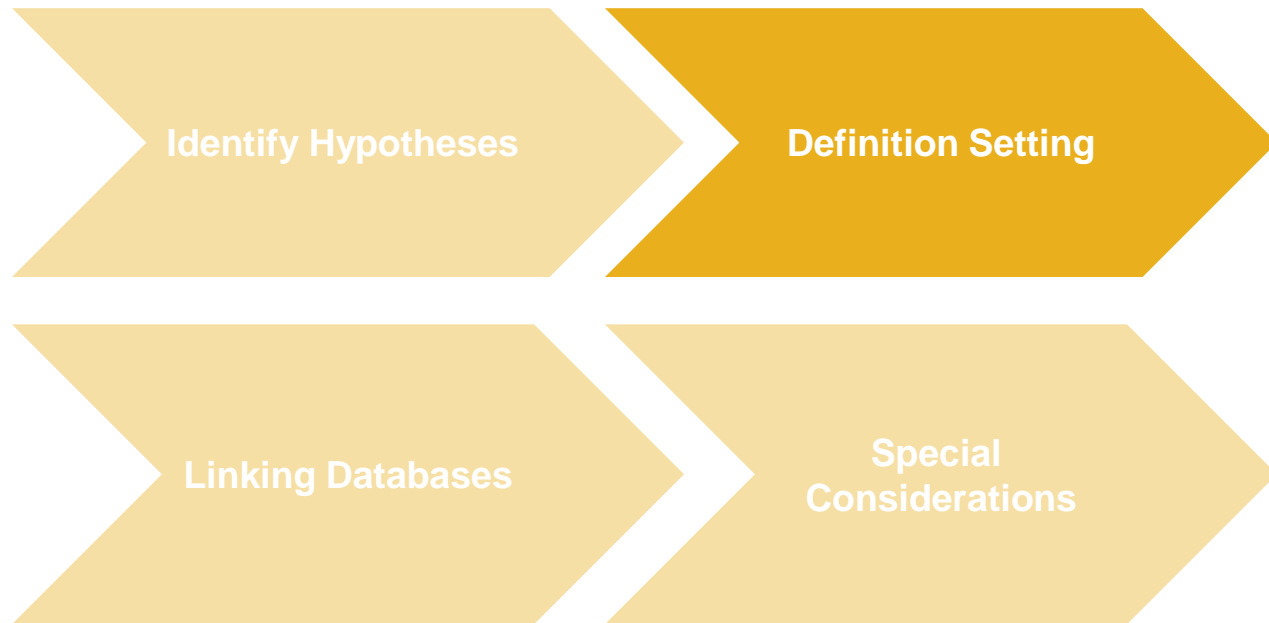 Identify Hypotheses
Definition Setting
Linking Databases
Special
Considerations